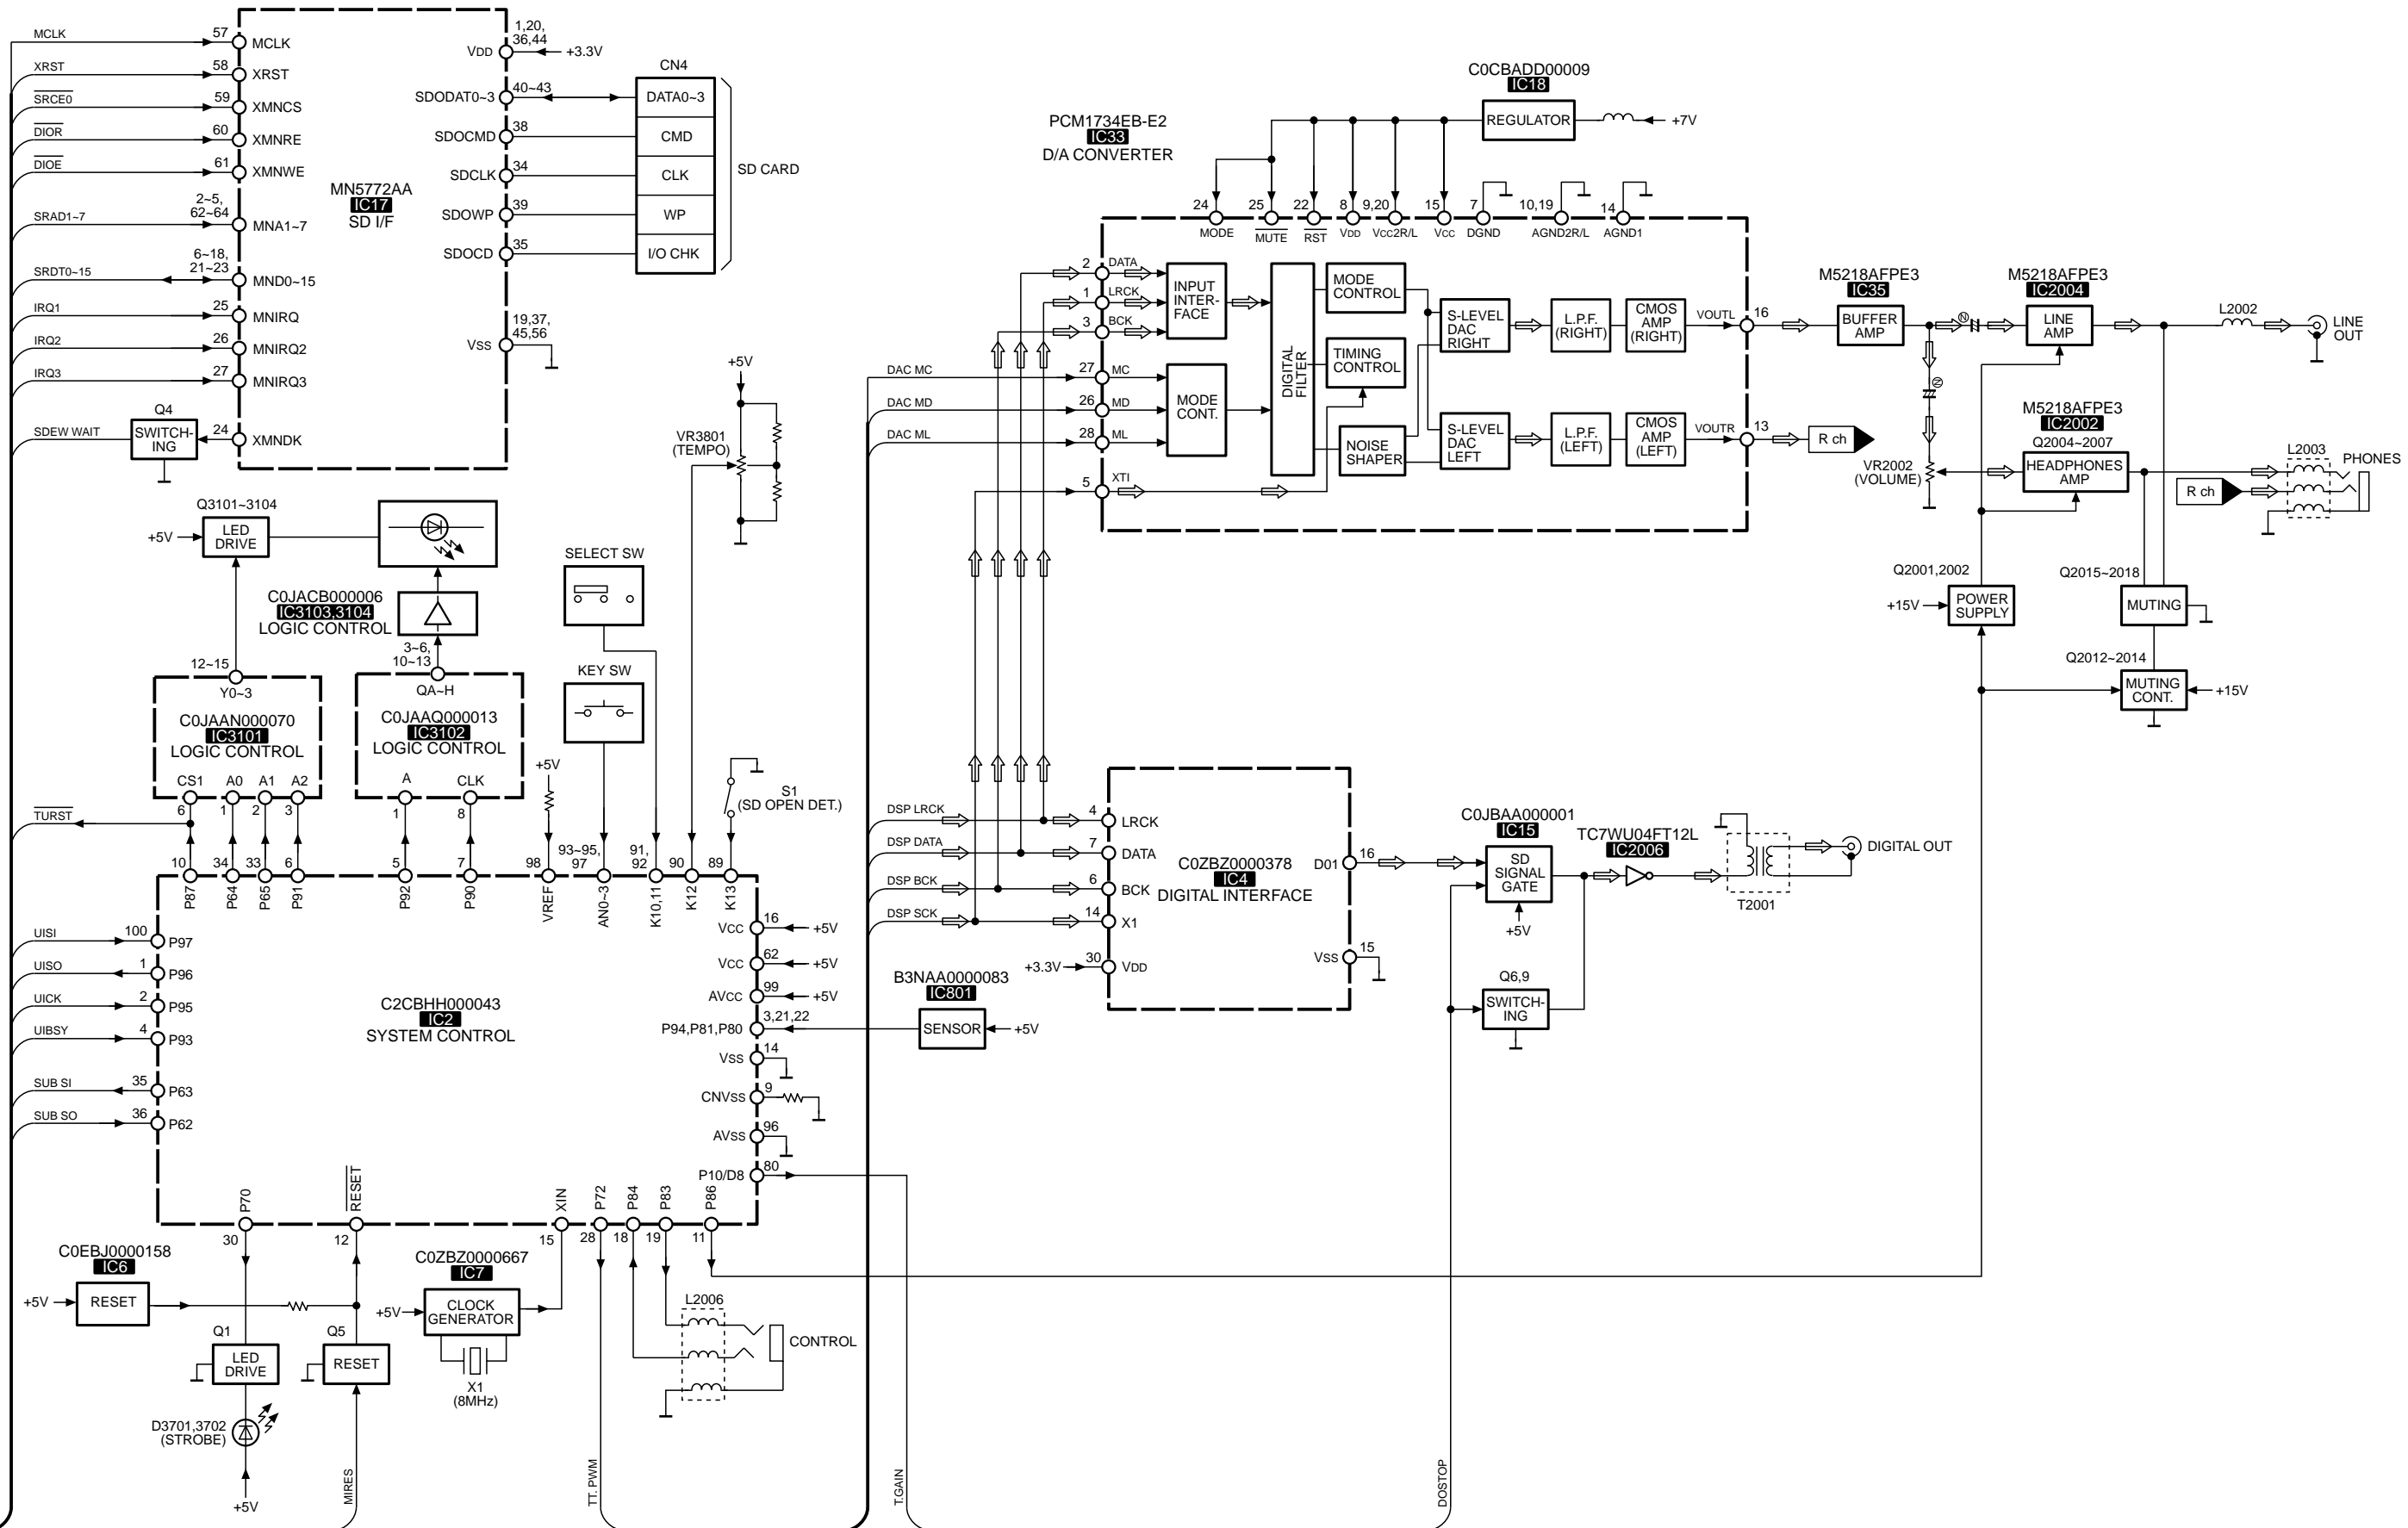 MCLK
57
MCLK
XRST
58
XRST
SRCE0
59
XMNCS
DIOR
60
XMNRE
DIOE
61
XMNWE
SRAD1~7
2~5,
62~64
MNA1~7
SRDT0~15
6~18,
21~23
MND0~15
IRQ1
25
MNIRQ
IRQ2
26
MNIRQ2
IRQ3
27
MNIRQ3
Q4
SDEW WAIT
SWITCH-
ING
24
XMNDK
MN5772AA
IC17
SD I/F
1,20,
36,44
VDD
+3.3V
SDODAT0~3
40~43
SDOCMD
38
SDCLK
34
SDOWP
39
SDOCD
35
19,37,
45,56
VSS
CN4
DATA0~3
CMD
CLK
WP
I/O CHK
SD CARD
+5V
VR3801
(TEMPO)
Q3101~3104
+5V
LED
DRIVE
C0JACB000006
IC3103,3104
LOGIC CONTROL
3~6,
10~13
12~15
Y0~3
C0JAAN000070
IC3101
LOGIC CONTROL
CS1
A0
A1
A2
6
1
2
3
QA~H
C0JAAQ000013
IC3102
LOGIC CONTROL
A
CLK
1
8
SELECT SW
KEY SW
+5V
S1
(SD OPEN DET.)
TURST
10
34
33
6
5
7
98
93~95,
97
91,
92
90
89
P87
P64
P65
P91
P92
P90
VREF
AN0~3
K10,11
K12
K13
UISI
100
P97
UISO
1
P96
UICK
2
P95
UIBSY
4
P93
SUB SI
35
P63
SUB SO
36
P62
C2CBHH000043
IC2
SYSTEM CONTROL
VCC
16
+5V
VCC
62
+5V
AVCC
99
+5V
P94,P81,P80
3,21,22
VSS
14
CNVSS
9
AVSS
96
P10/D8
80
B3NAA0000083
IC801
SENSOR
+5V
P70
RESET
XIN
P72
P84
P83
P86
30
12
15
28
18
19
11
C0EBJ0000158
IC6
+5V
RESET
Q1
LED
DRIVE
Q5
RESET
D3701,3702
(STROBE)
+5V
MIRES
C0ZBZ0000667
IC7
+5V
CLOCK
GENERATOR
X1
(8MHz)
L2006
CONTROL
TT. PWM
T.GAIN
DOSTOP
C0CBADD00009
IC18
REGULATOR
+7V
PCM1734EB-E2
IC33
D/A CONVERTER
24
25
22
8
9,20
15
7
10,19
14
MODE
MUTE
RST
VDD
VCC2R/L
VCC
DGND
AGND2R/L
AGND1
2
DATA
1
LRCK
3
BCK
INPUT
INTER-
FACE
DAC MC
27
MC
DAC MD
26
MD
DAC ML
28
ML
MODE
CONT.
5
XTI
DIGITAL
FILTER
MODE
CONTROL
TIMING
CONTROL
NOISE
SHAPER
S-LEVEL
DAC
RIGHT
L.P.F.
(RIGHT)
CMOS
AMP
(RIGHT)
VOUTL
16
S-LEVEL
DAC
LEFT
L.P.F.
(LEFT)
CMOS
AMP
(LEFT)
VOUTR
13
R ch
M5218AFPE3
IC35
BUFFER
AMP
N
N
M5218AFPE3
IC2004
LINE
AMP
L2002
LINE
OUT
M5218AFPE3
IC2002
Q2004~2007
HEADPHONES
AMP
VR2002
(VOLUME)
R ch
L2003
PHONES
Q2001,2002
+15V
POWER
SUPPLY
Q2015~2018
MUTING
Q2012~2014
MUTING
CONT.
+15V
DSP LRCK
4
LRCK
DSP DATA
7
DATA
DSP BCK
6
BCK
DSP SCK
14
X1
+3.3V
30
VDD
C0ZBZ0000378
IC4
DIGITAL INTERFACE
D01
16
VSS
15
C0JBAA000001
IC15
SD
SIGNAL
GATE
+5V
Q6,9
SWITCH-
ING
TC7WU04FT12L
IC2006
T2001
DIGITAL OUT